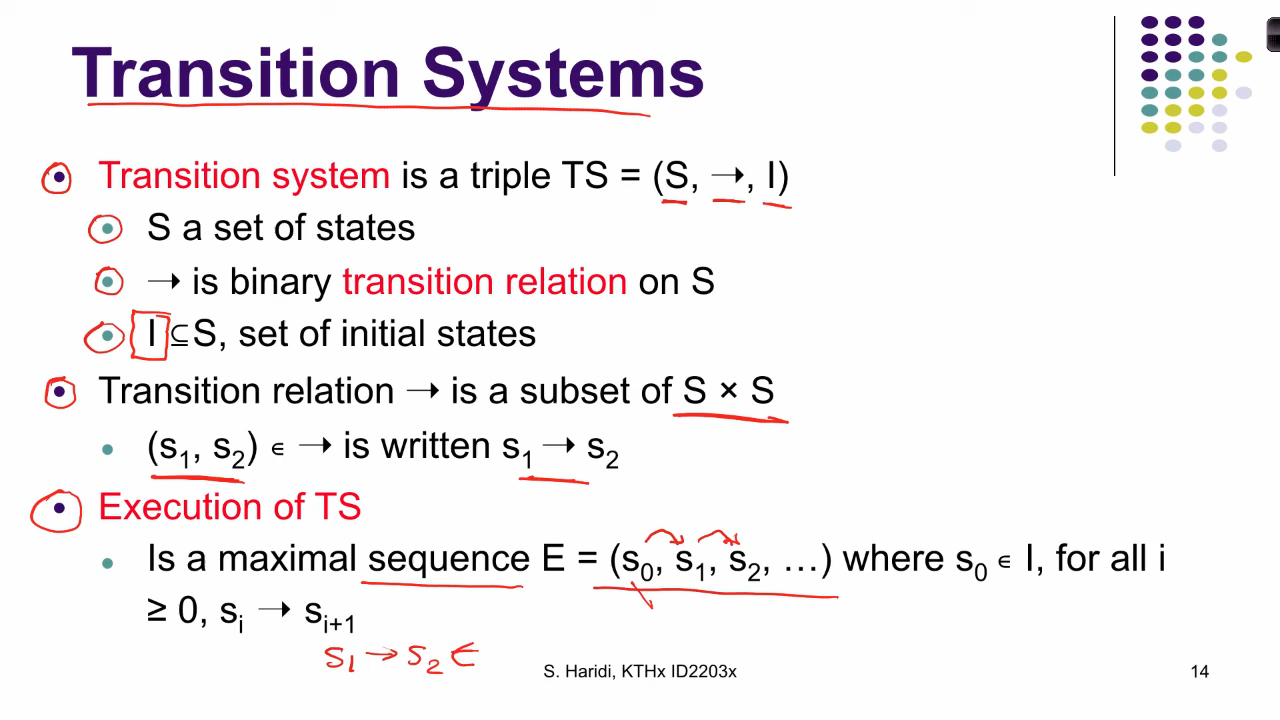 Transition Systems
Transition system is a triple TS = (S, ➝, I)
S a set of states
➝ is binary transition relation on S
I ⊆S, set of initial states
Transition relation ➝ is a subset of S × S
(s₁, s₂) ∊ ➝ is written s₁ ➝ s₂
Execution of TS
Is a maximal sequence E = (s₀, s₁, s₂, …) where s₀ ∊ I, for all i
≥ 0, sᵢ ➝ sᵢ₊₁
s₁ → s₂ ∈
S. Haridi, KTHx ID2203x
14